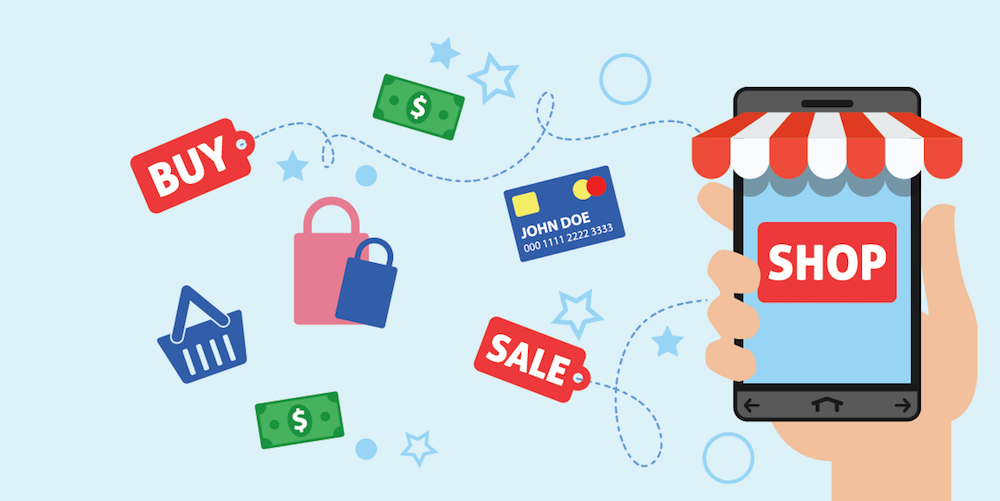 BUY
$
JOHN DOE
000 1111 2222 3333
SHOP
SALE
$